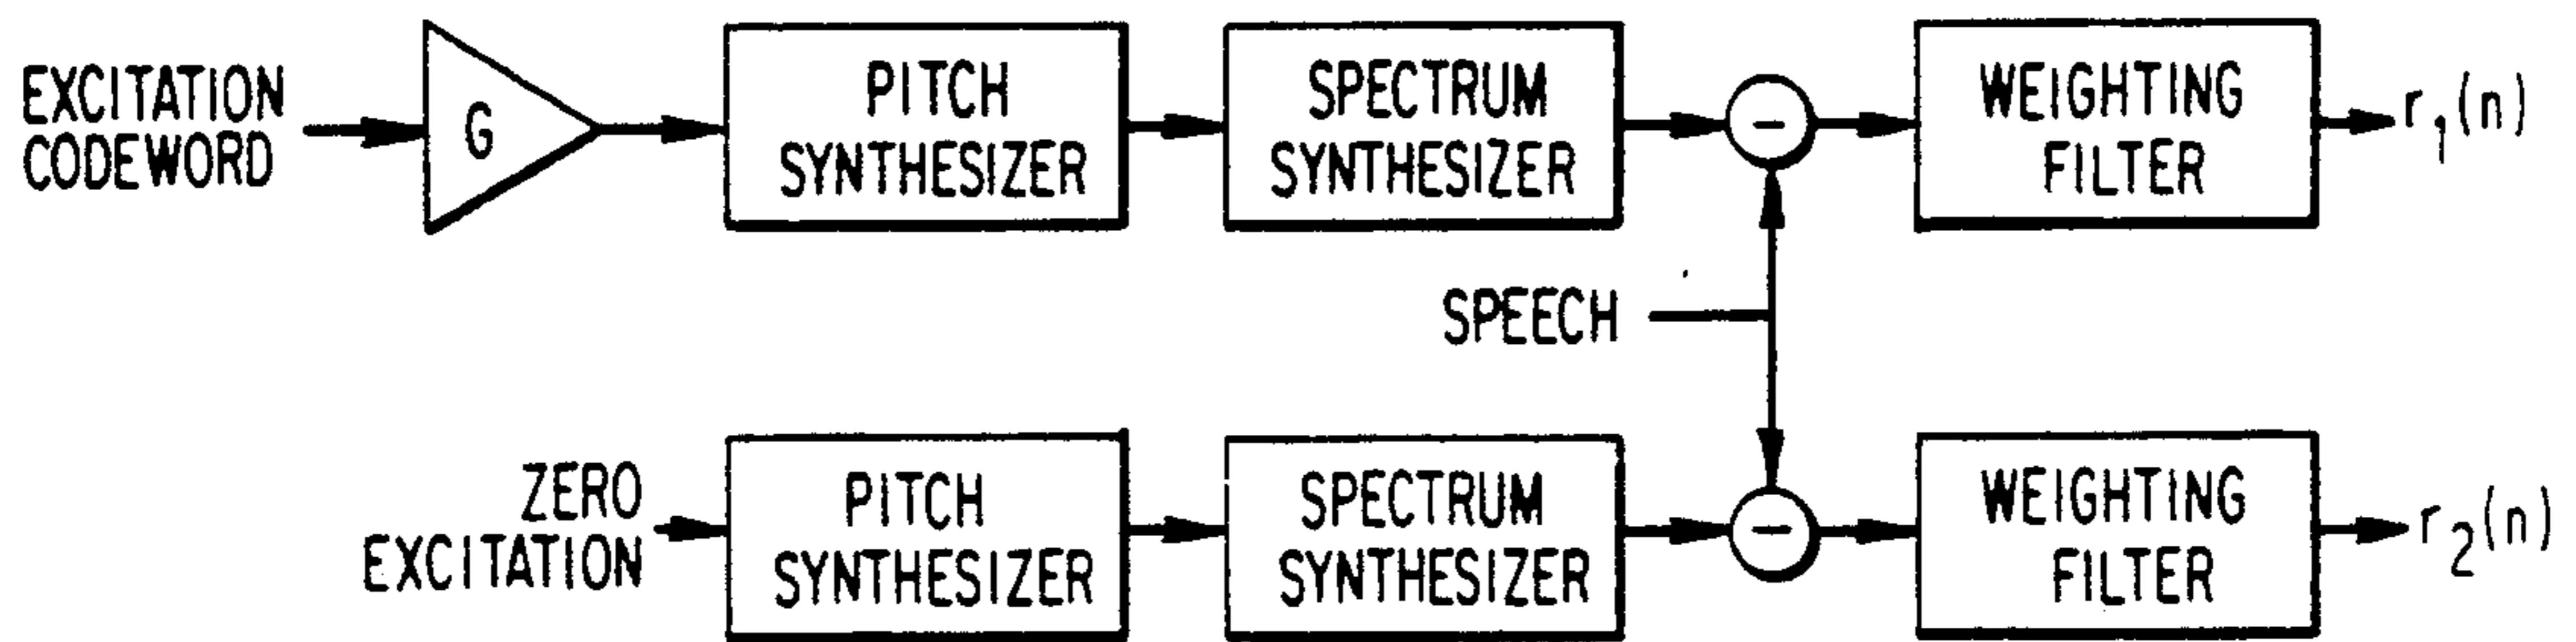 EXCITATION
CODEWORD
G
PITCH
SYNTHESIZER
SPECTRUM
SYNTHESIZER
-
WEIGHTING
FILTER
r1(n)
SPEECH
ZERO
EXCITATION
PITCH
SYNTHESIZER
SPECTRUM
SYNTHESIZER
-
WEIGHTING
FILTER
r2(n)